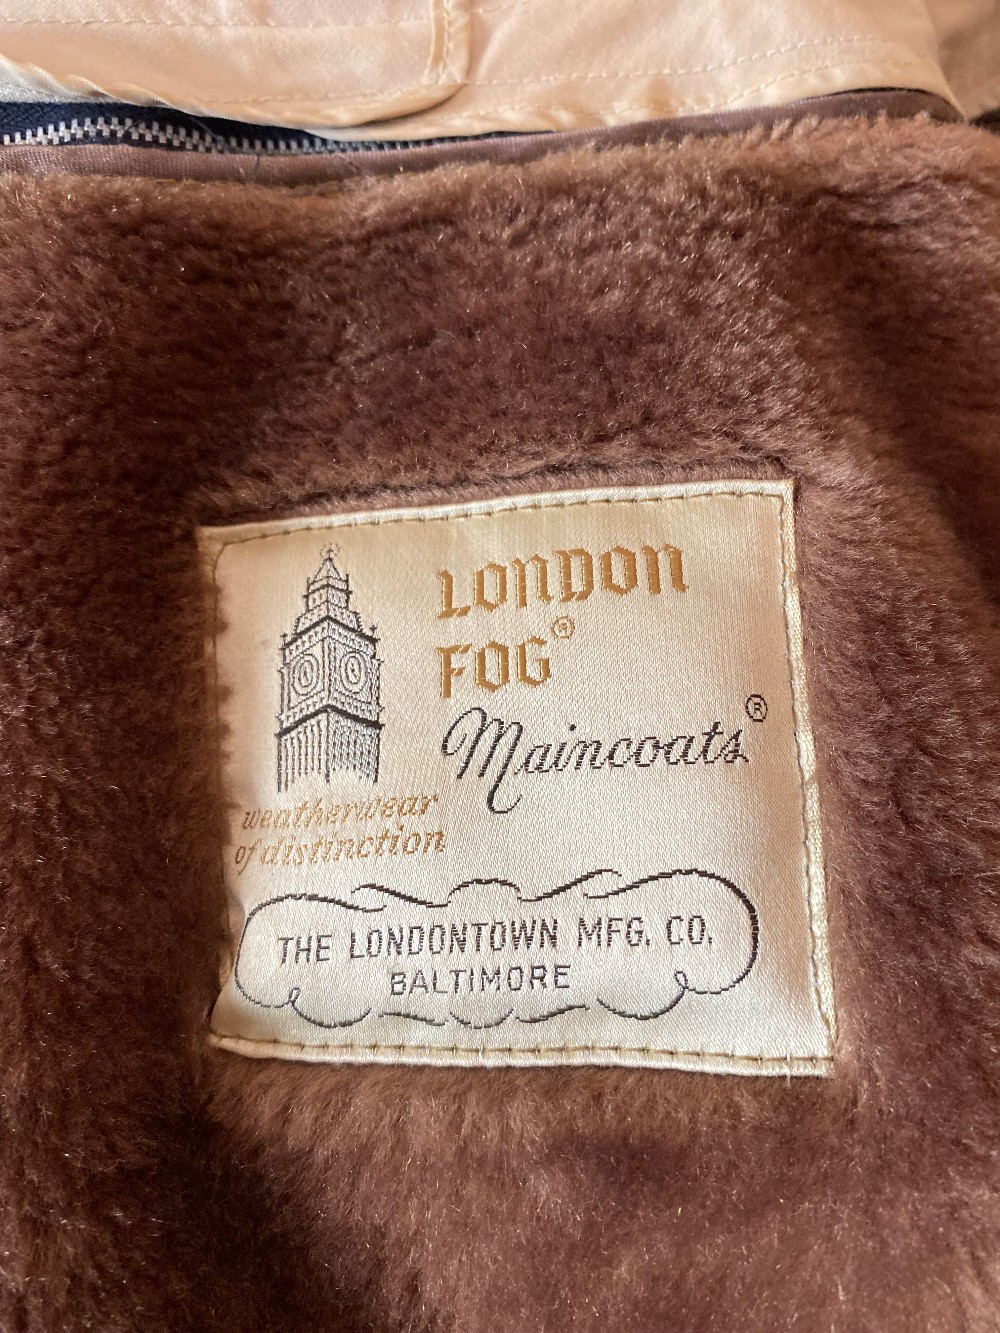 LONDON
FOG®
Maincoats®
weatherwear
of distinction
THE LONDONTOWN MFG. CO.
BALTIMORE